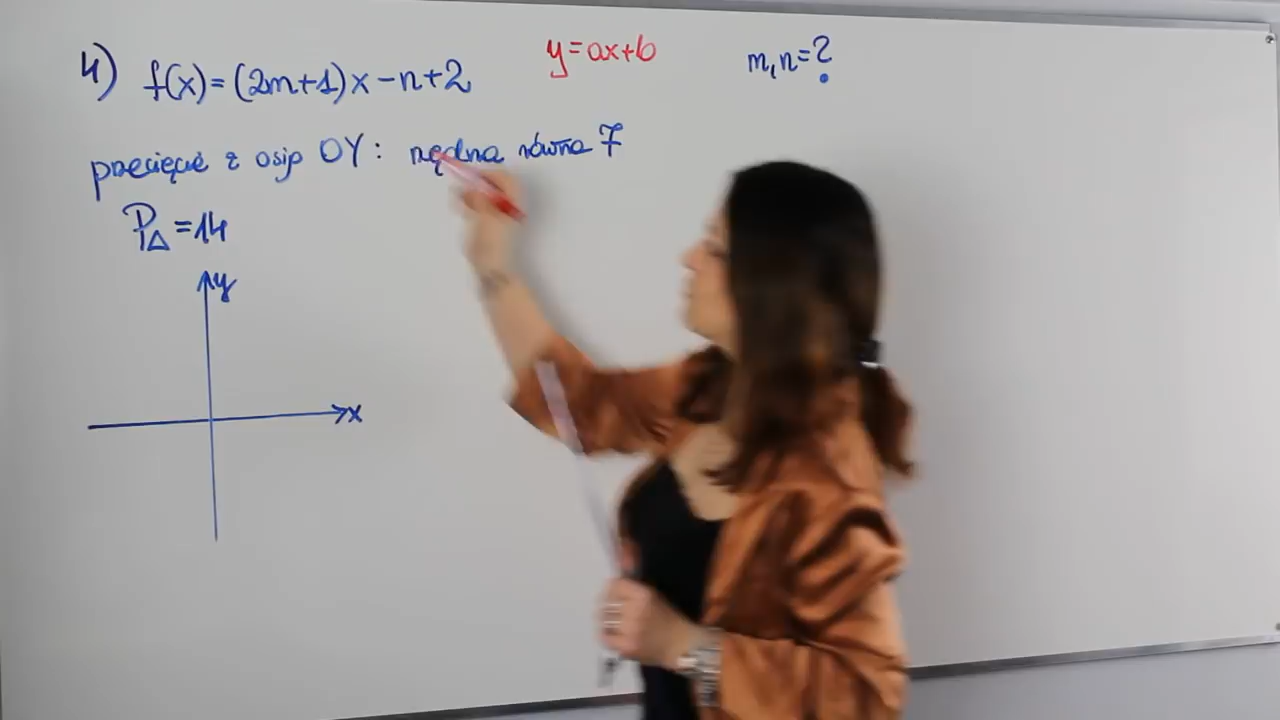 4) f(x)=(2m+1)x-n+2
y=ax+b
m,n=?
przecięcie z osią OY: rzędna równa 7
P△=14
y
x